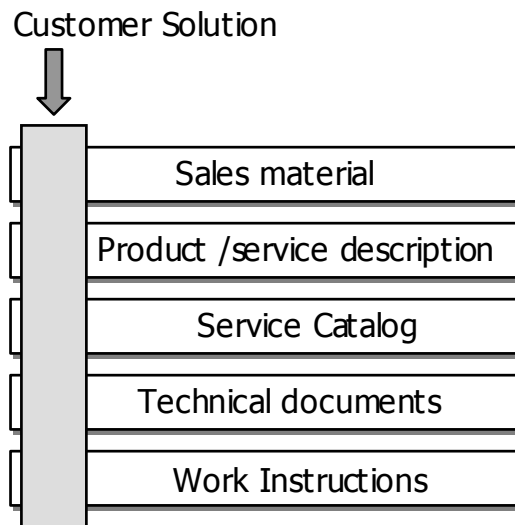 Customer Solution
Sales material
Product /service description
Service Catalog
Technical documents
Work Instructions